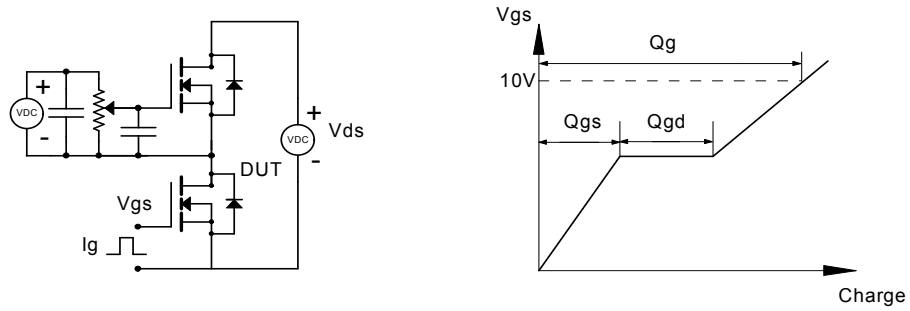 +
VDC
-
+
VDC
-
Vds
DUT
Vgs
Ig
Vgs
Qg
10V
Qgs
Qgd
Charge